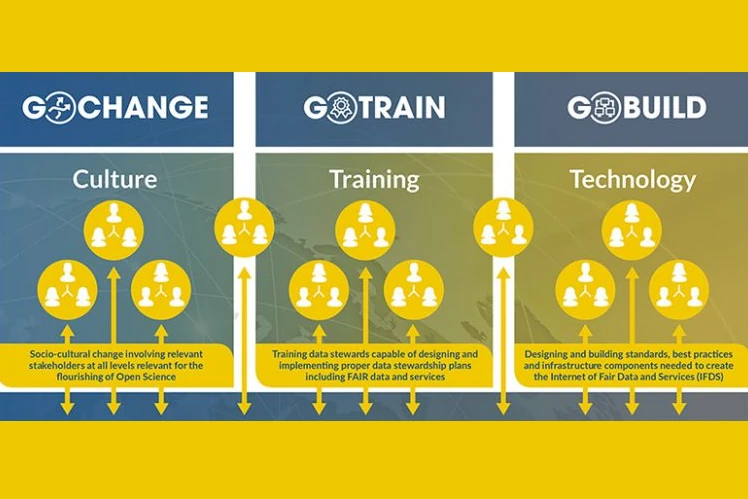 GO CHANGE
GO TRAIN
GO BUILD
Culture
Training
Technology
Socio-cultural change involving relevant
stakeholders at all levels relevant for the
flourishing of Open Science
Training data stewards capable of designing and
implementing proper data stewardship plans
including FAIR data and services
Designing and building standards, best practices
and infrastructure components needed to create
the Internet of Fair Data and Services (IFDS)